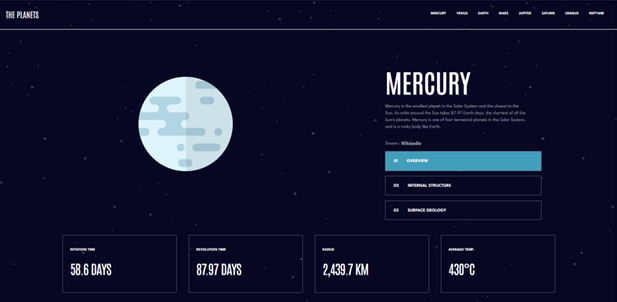 THE PLANETS
MERCURY VENUS EARTH MARS JUPITER SATURN URANUS NEPTUNE
MERCURY
Mercury is the smallest planet in the Solar System and the closest to the
Sun. Its orbit around the Sun takes 87.97 Earth days, the shortest of all the
Sun's planets. Mercury is one of four terrestrial planets in the Solar System,
and is a rocky body like Earth.
Source : Wikipedia
01 OVERVIEW
02 INTERNAL STRUCTURE
03 SURFACE GEOLOGY
ROTATION TIME
58.6 DAYS
REVOLUTION TIME
87.97 DAYS
RADIUS
2,439.7 KM
AVERAGE TEMP.
430°C